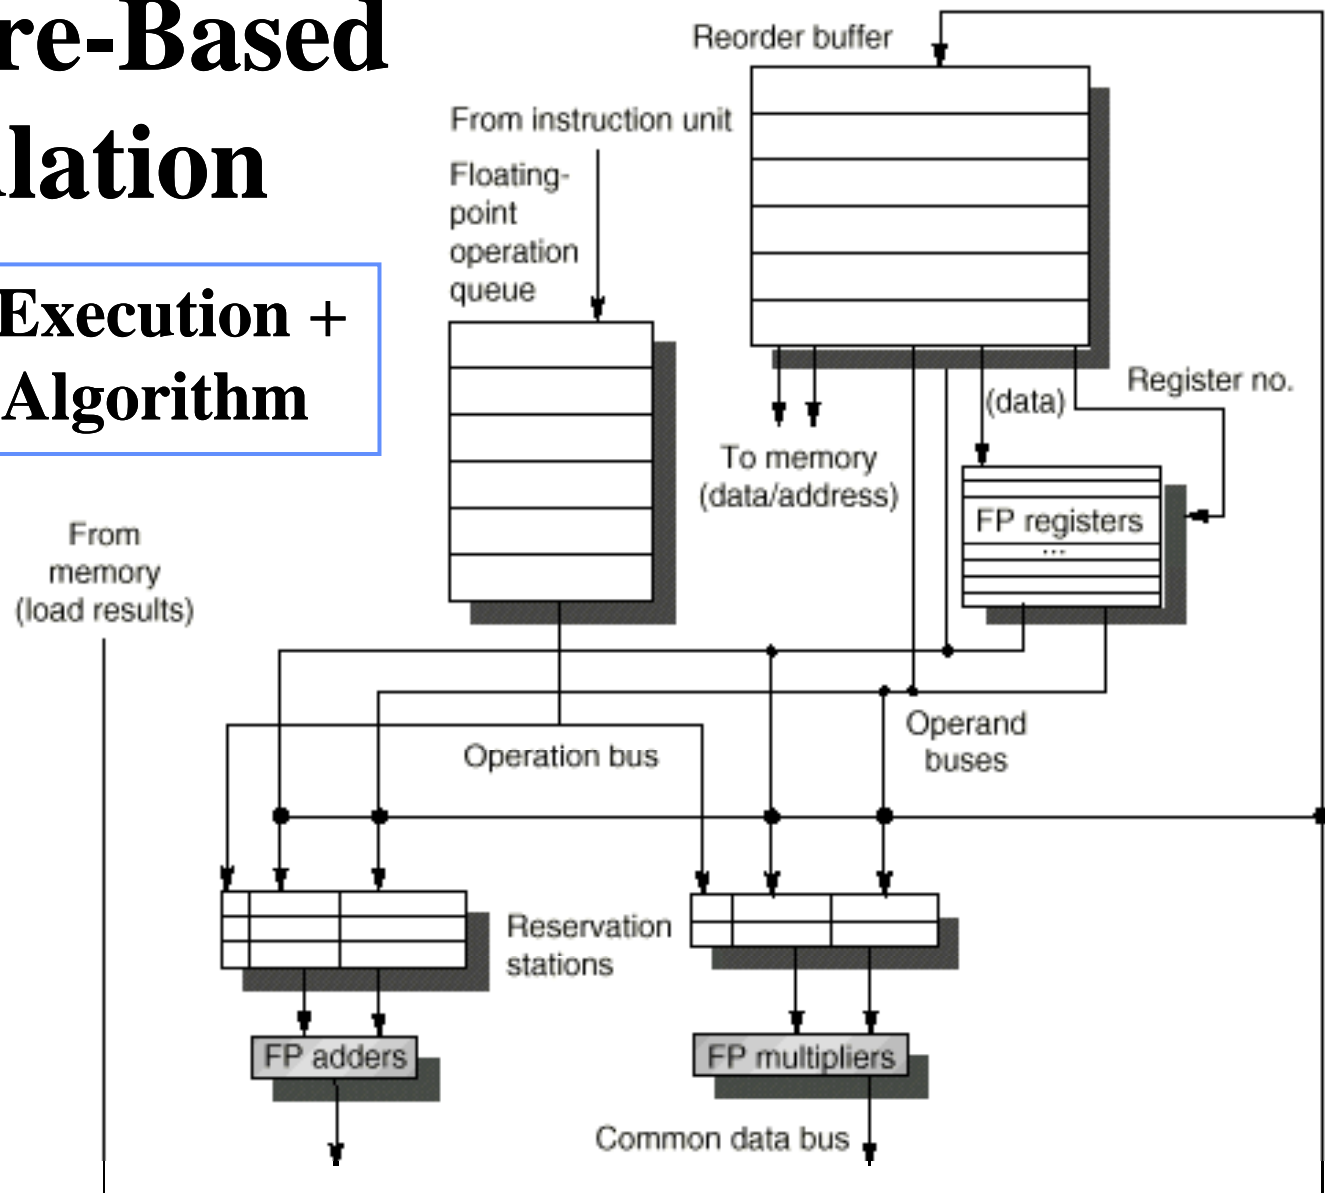 re-Based
lation
Execution +
Algorithm
Reorder buffer
From instruction unit
Floating-
point
operation
queue
(data)
Register no.
To memory
(data/address)
FP registers
...
From
memory
(load results)
Operand
buses
Operation bus
Reservation
stations
FP adders
FP multipliers
Common data bus